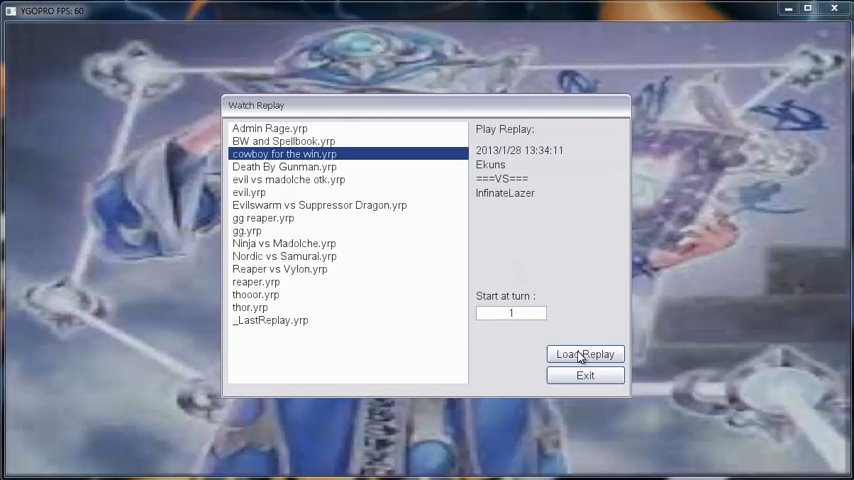 YGOPRO FPS: 60
Watch Replay
Admin Rage.yrp
BW and Spellbook.yrp
cowboy for the win.yrp
Death By Gunman.yrp
evil vs madolche otk.yrp
evil.yrp
Evilswarm vs Suppressor Dragon.yrp
gg reaper.yrp
gg.yrp
Ninja vs Madolche.yrp
Nordic vs Samurai.yrp
Reaper vs Vylon.yrp
reaper.yrp
thooor.yrp
thor.yrp
_LastReplay.yrp
Play Replay:
2013/1/28 13:34:11
Ekuns
===VS===
InfinateLazer
Start at turn :
1
Load Replay
Exit